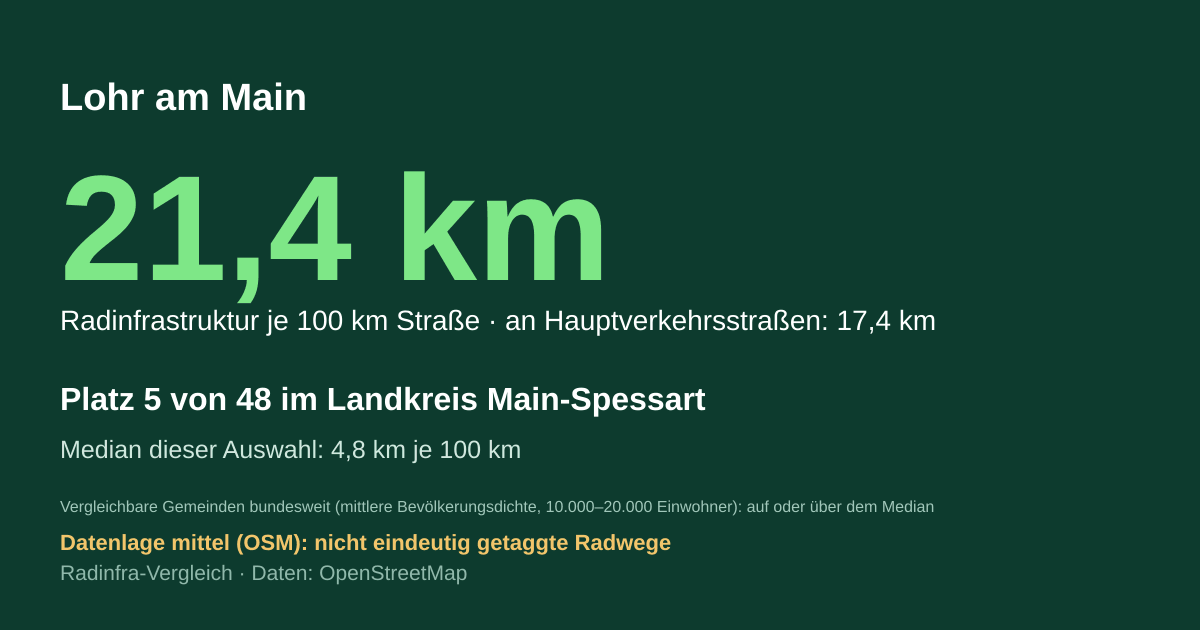 Lohr am Main
21,4 km
Radinfrastruktur je 100 km Straße · an Hauptverkehrsstraßen: 17,4 km
Platz 5 von 48 im Landkreis Main-Spessart
Median dieser Auswahl: 4,8 km je 100 km
Vergleichbare Gemeinden bundesweit (mittlere Bevölkerungsdichte, 10.000–20.000 Einwohner): auf oder über dem Median
Datenlage mittel (OSM): nicht eindeutig getaggte Radwege
Radinfra-Vergleich · Daten: OpenStreetMap